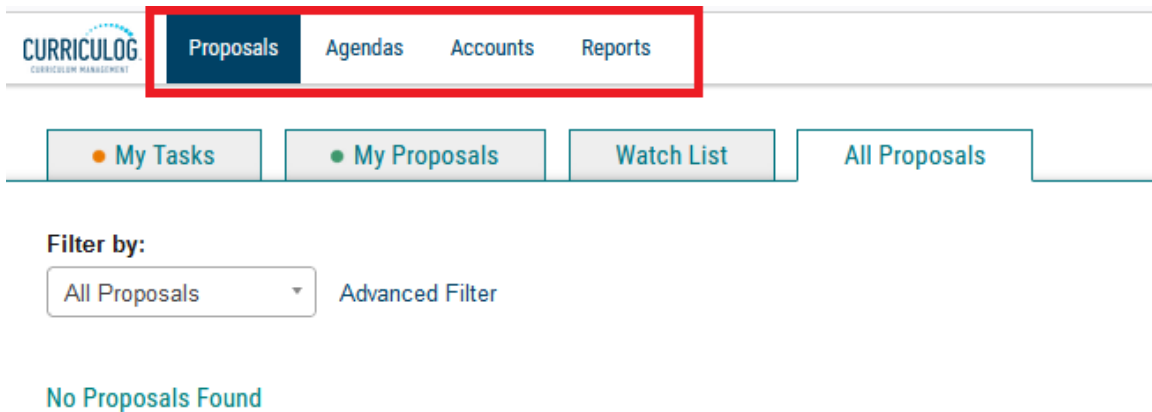 CURRICULOG
CURRICULUM MANAGEMENT
Proposals Agendas Accounts Reports
My Tasks My Proposals Watch List All Proposals
Filter by:
All Proposals Advanced Filter
No Proposals Found